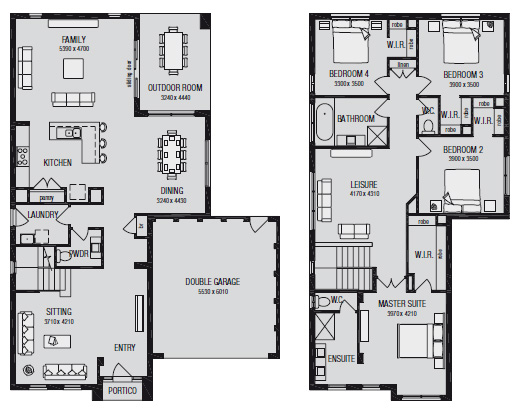 FAMILY
5390 x 4700
sliding door
OUTDOOR ROOM
3240 x 4440
KITCHEN
pantry
DINING
3240 x 4430
LAUNDRY
PWDR
br
DOUBLE GARAGE
5530 x 6010
SITTING
3710 x 4210
ENTRY
PORTICO
robe
W.I.R.
BEDROOM 4
3300 x 3500
linen
robe
BEDROOM 3
3900 x 3500
BATHROOM
W.C
W.I.R.
robe
robe
W.I.R.
robe
BEDROOM 2
3900 x 3500
LEISURE
4170 x 4310
robe
W.I.R.
W.C
MASTER SUITE
3970 x 4210
ENSUITE